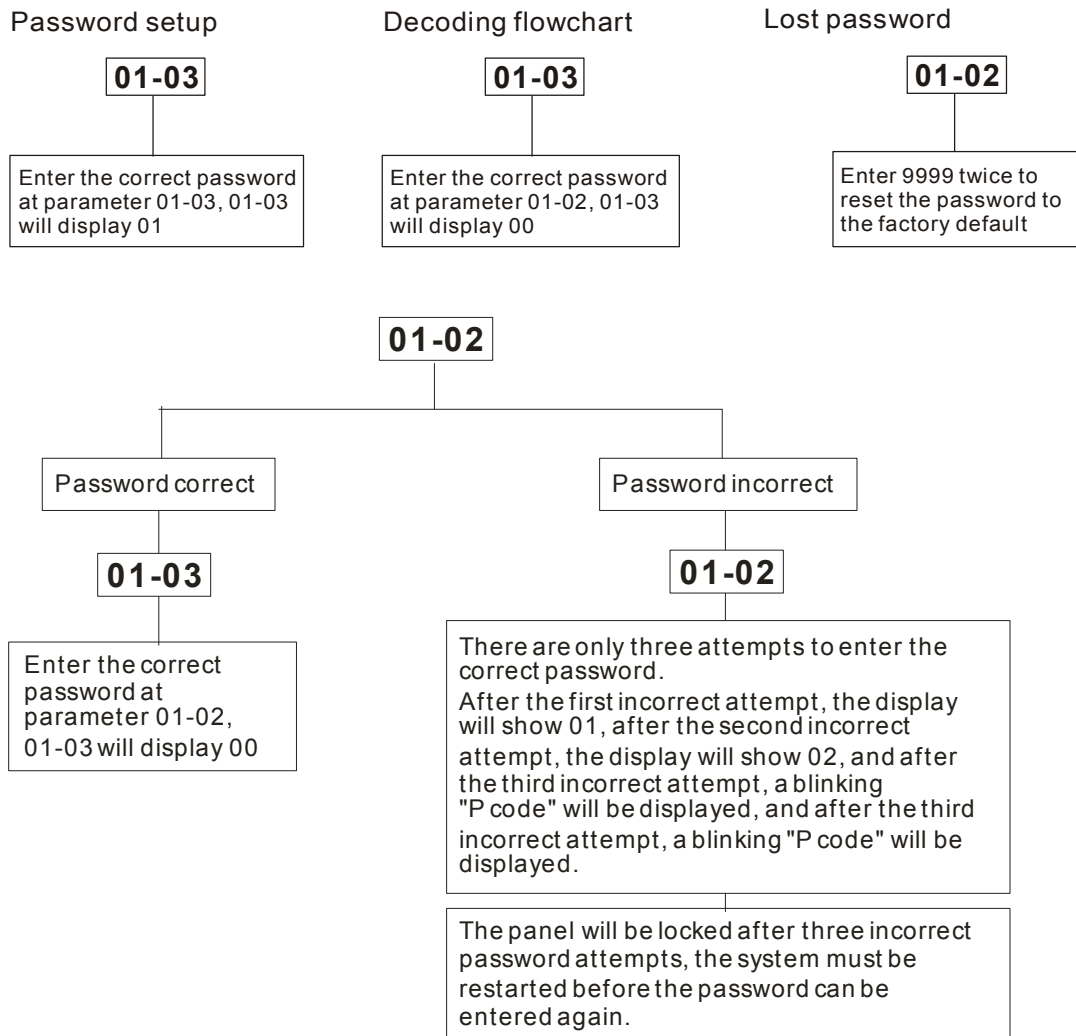 Password setup
01-03
Enter the correct password
at parameter 01-03, 01-03
will display 01
Decoding flowchart
01-03
Enter the correct password
at parameter 01-02, 01-03
will display 00
Lost password
01-02
Enter 9999 twice to
reset the password to
the factory default
01-02
Password correct
01-03
Enter the correct
password at
parameter 01-02,
01-03 will display 00
Password incorrect
01-02
There are only three attempts to enter the
correct password.
After the first incorrect attempt, the display
will show 01, after the second incorrect
attempt, the display will show 02, and after
the third incorrect attempt, a blinking
"P code" will be displayed, and after the third
incorrect attempt, a blinking "P code" will be
displayed.
The panel will be locked after three incorrect
password attempts, the system must be
restarted before the password can be
entered again.